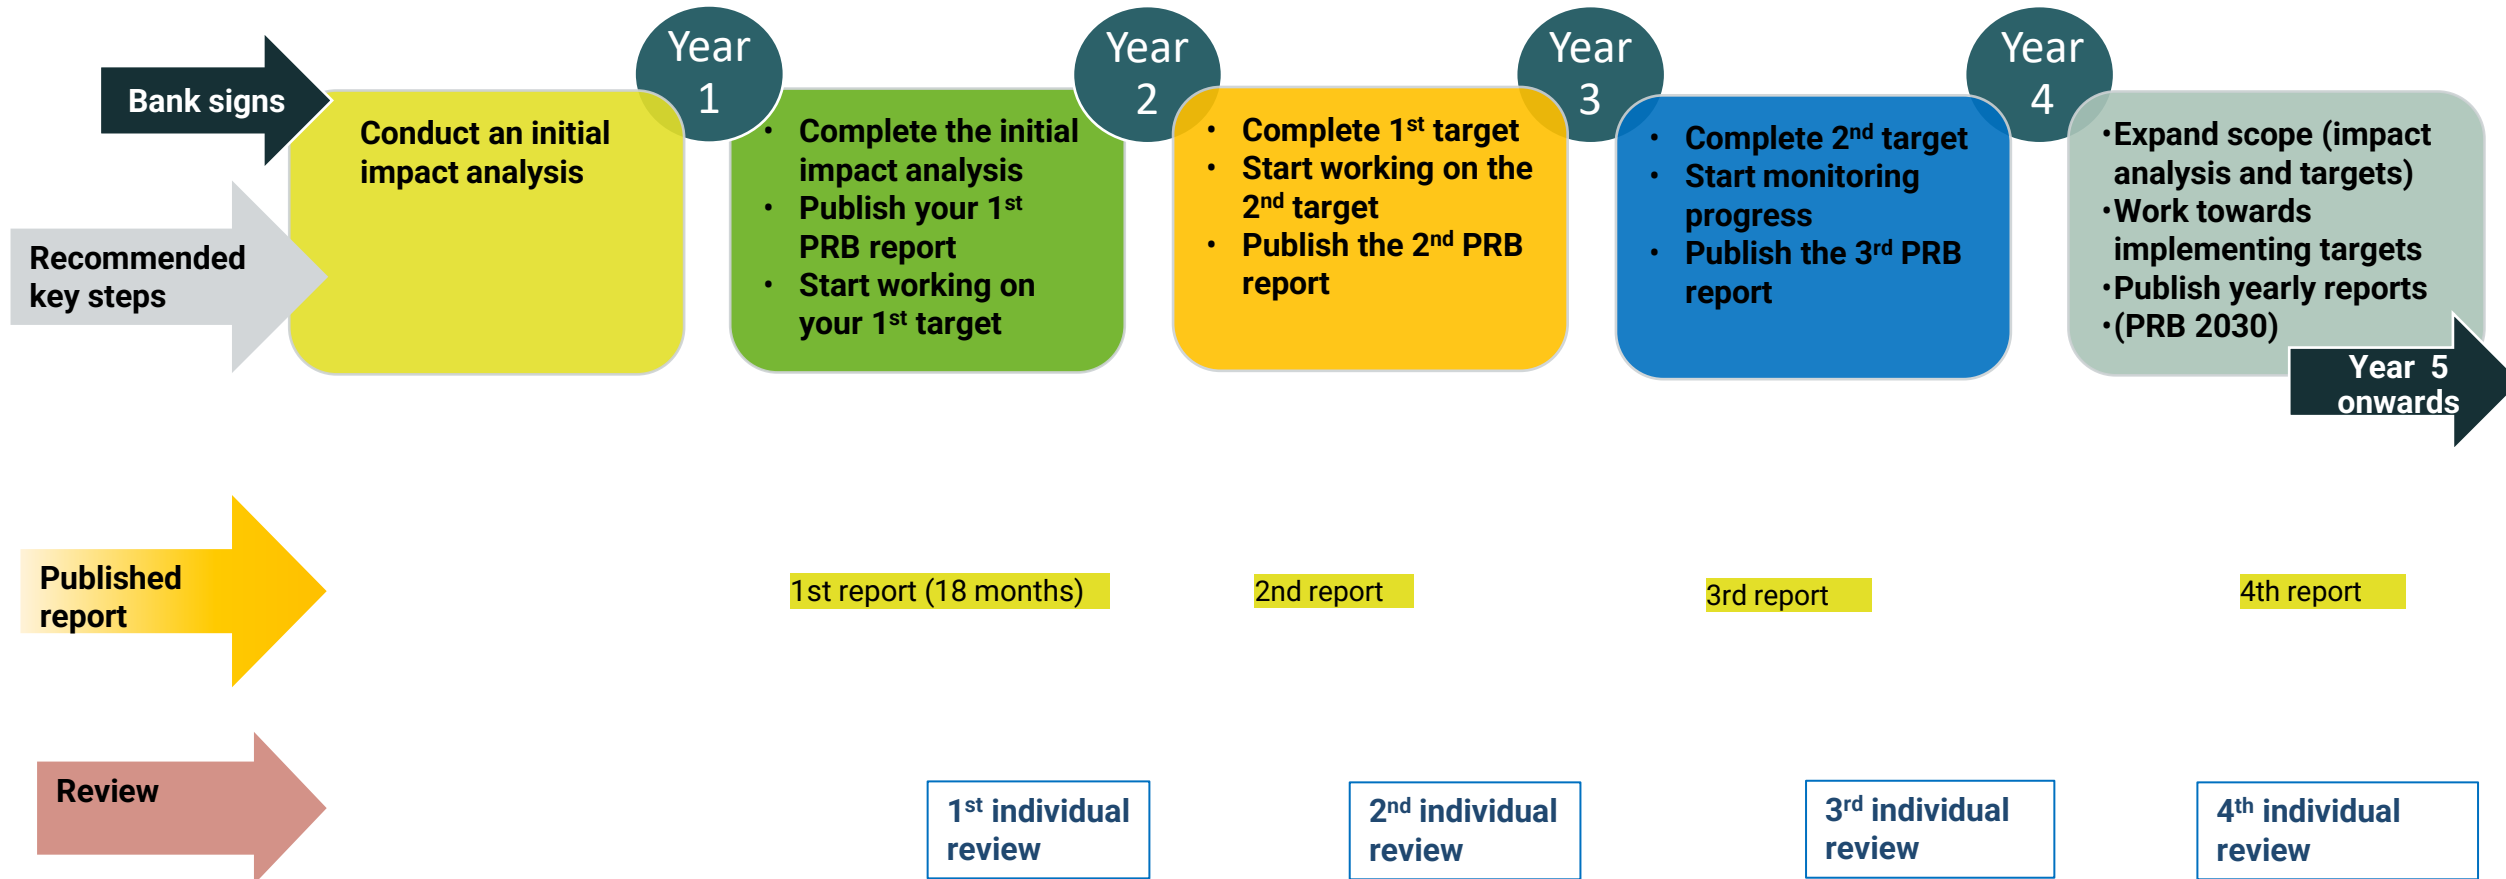 Bank signs
Year
1
Year
2
Year
3
Year
4
Recommended
key steps
Conduct an initial
impact analysis
• Complete the initial
impact analysis
• Publish your 1st
PRB report
• Start working on
your 1st target
• Complete 1st target
• Start working on the
2nd target
• Publish the 2nd PRB
report
• Complete 2nd target
• Start monitoring
progress
• Publish the 3rd PRB
report
•Expand scope (impact
analysis and targets)
•Work towards
implementing targets
•Publish yearly reports
•(PRB 2030)
Year 5
onwards
Published
report
1st report (18 months)
2nd report
3rd report
4th report
Review
1st individual
review
2nd individual
review
3rd individual
review
4th individual
review